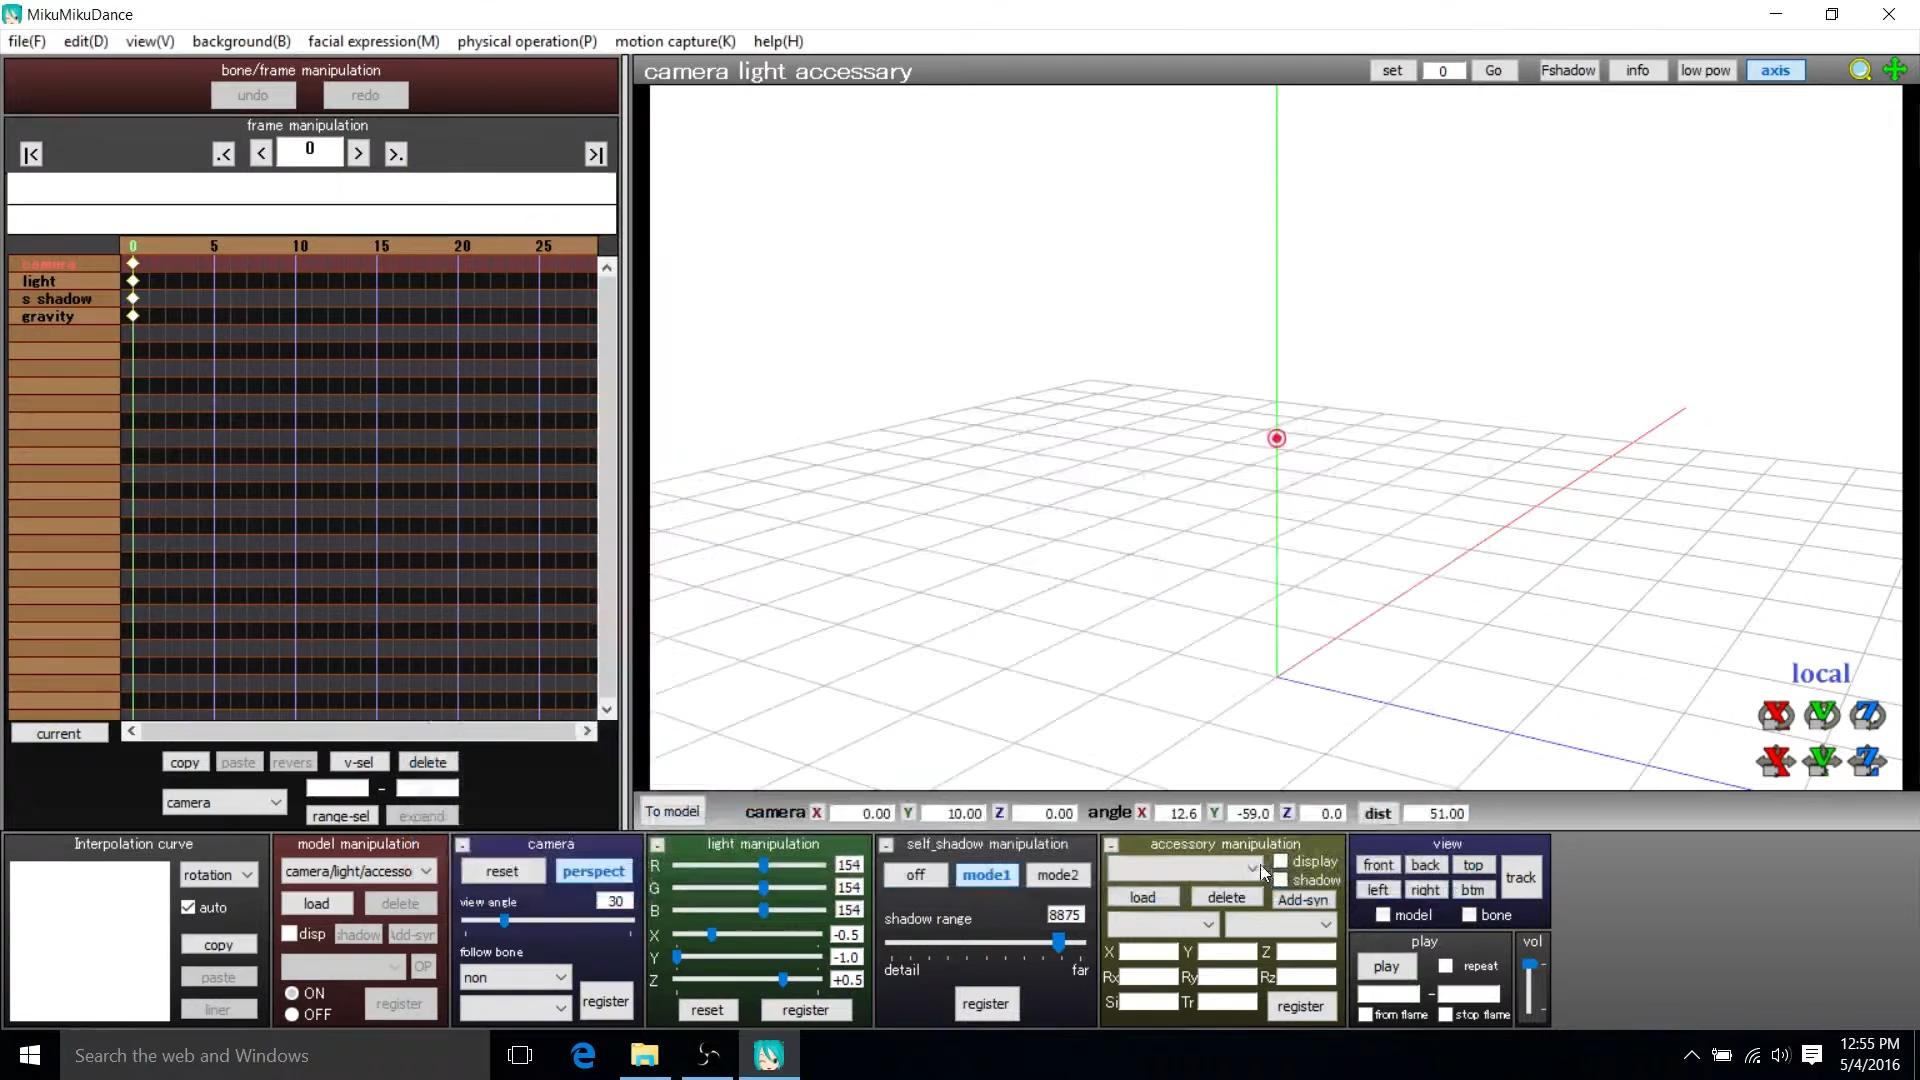 MikuMikuDance
file(F) edit(D) view(V) background(B) facial expression(M) physical operation(P) motion capture(K) help(H)
bone/frame manipulation
undo redo
frame manipulation
|< .< < 0 > >. >|
0 5 10 15 20 25
camera
light
s shadow
gravity
current
copy paste revers v-sel delete
-
camera
range-sel expand
camera light accessary
set 0 Go Fshadow info low pow axis
local
X Y Z
X Y Z
To model camera X 0.00 Y 10.00 Z 0.00 angle X 12.6 Y -59.0 Z 0.0 dist 51.00
Interpolation curve
rotation
auto
copy
paste
liner
model manipulation
camera/light/accesso
load delete
disp shadow Add-syn
OP
ON
OFF
register
- camera
reset perspect
view angle 30
follow bone
non
register
- light manipulation
R 154
G 154
B 154
X -0.5
Y -1.0
Z +0.5
reset register
- self_shadow manipulation
off mode1 mode2
shadow range 8875
detail far
register
- accessory manipulation
display
shadow
load delete Add-syn
X Y Z
Rx Ry Rz
Si Tr register
view
front back top
left right btm
track
model bone
play
play repeat
-
from flame stop flame
vol
Search the web and Windows
12:55 PM
5/4/2016